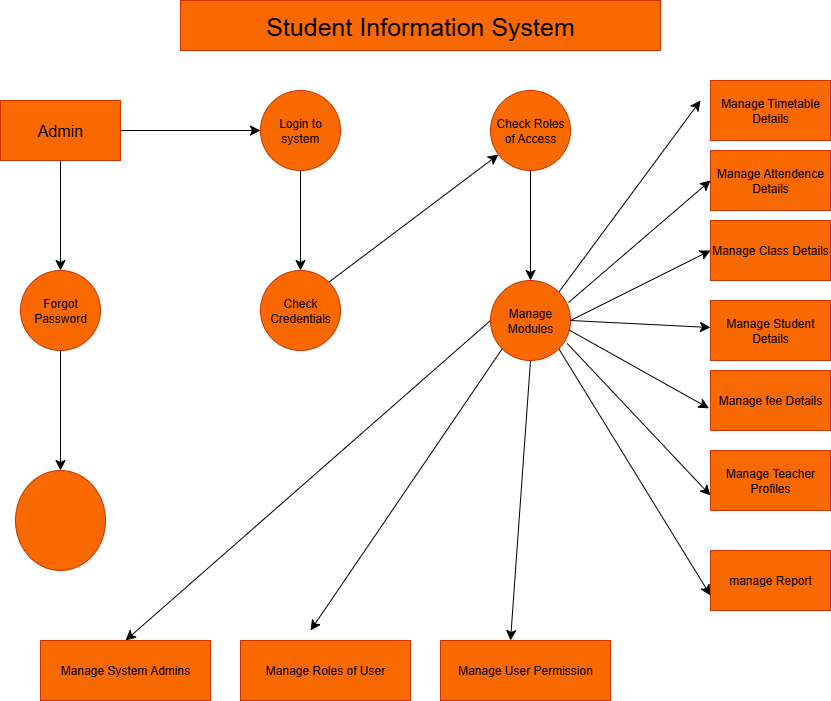 Student Information System
Admin
Login to
system
Check Roles
of Access
Manage Timetable
Details
Manage Attendence
Details
Manage Class Details
Forgot
Password
Check
Credentials
Manage
Modules
Manage Student
Details
Manage fee Details
Manage Teacher
Profiles
manage Report
Manage System Admins
Manage Roles of User
Manage User Permission